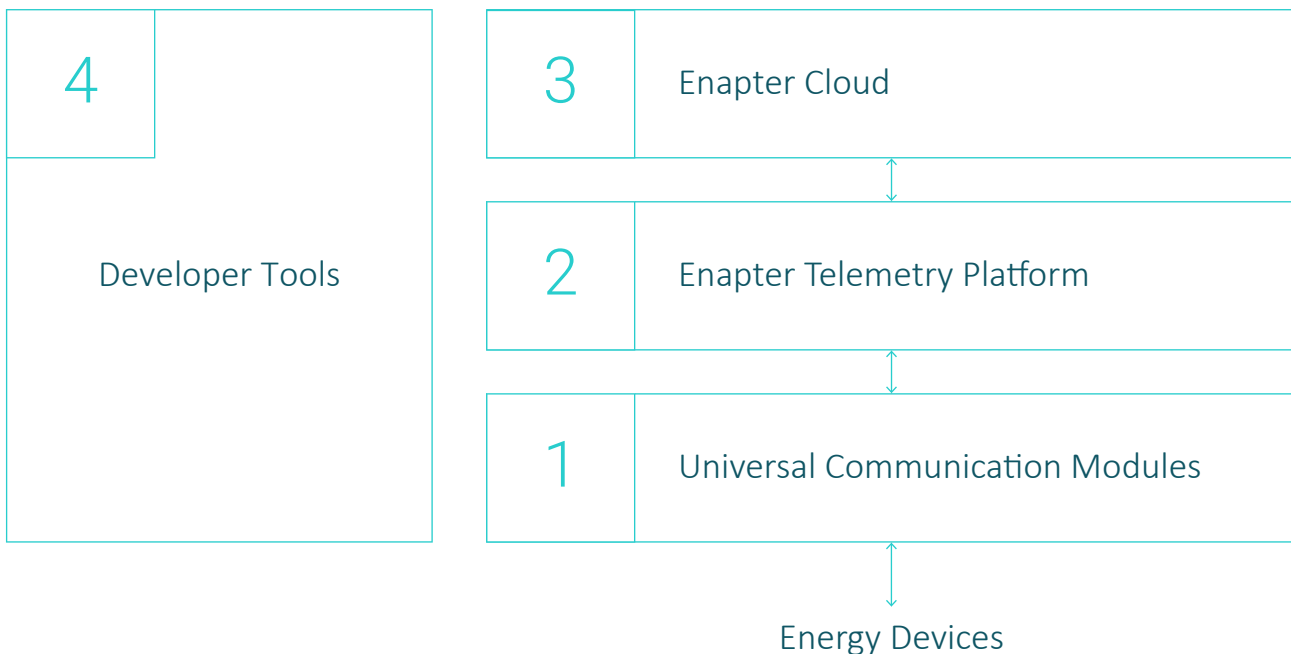 4
Developer Tools
3
Enapter Cloud
2
Enapter Telemetry Platform
1
Universal Communication Modules
Energy Devices